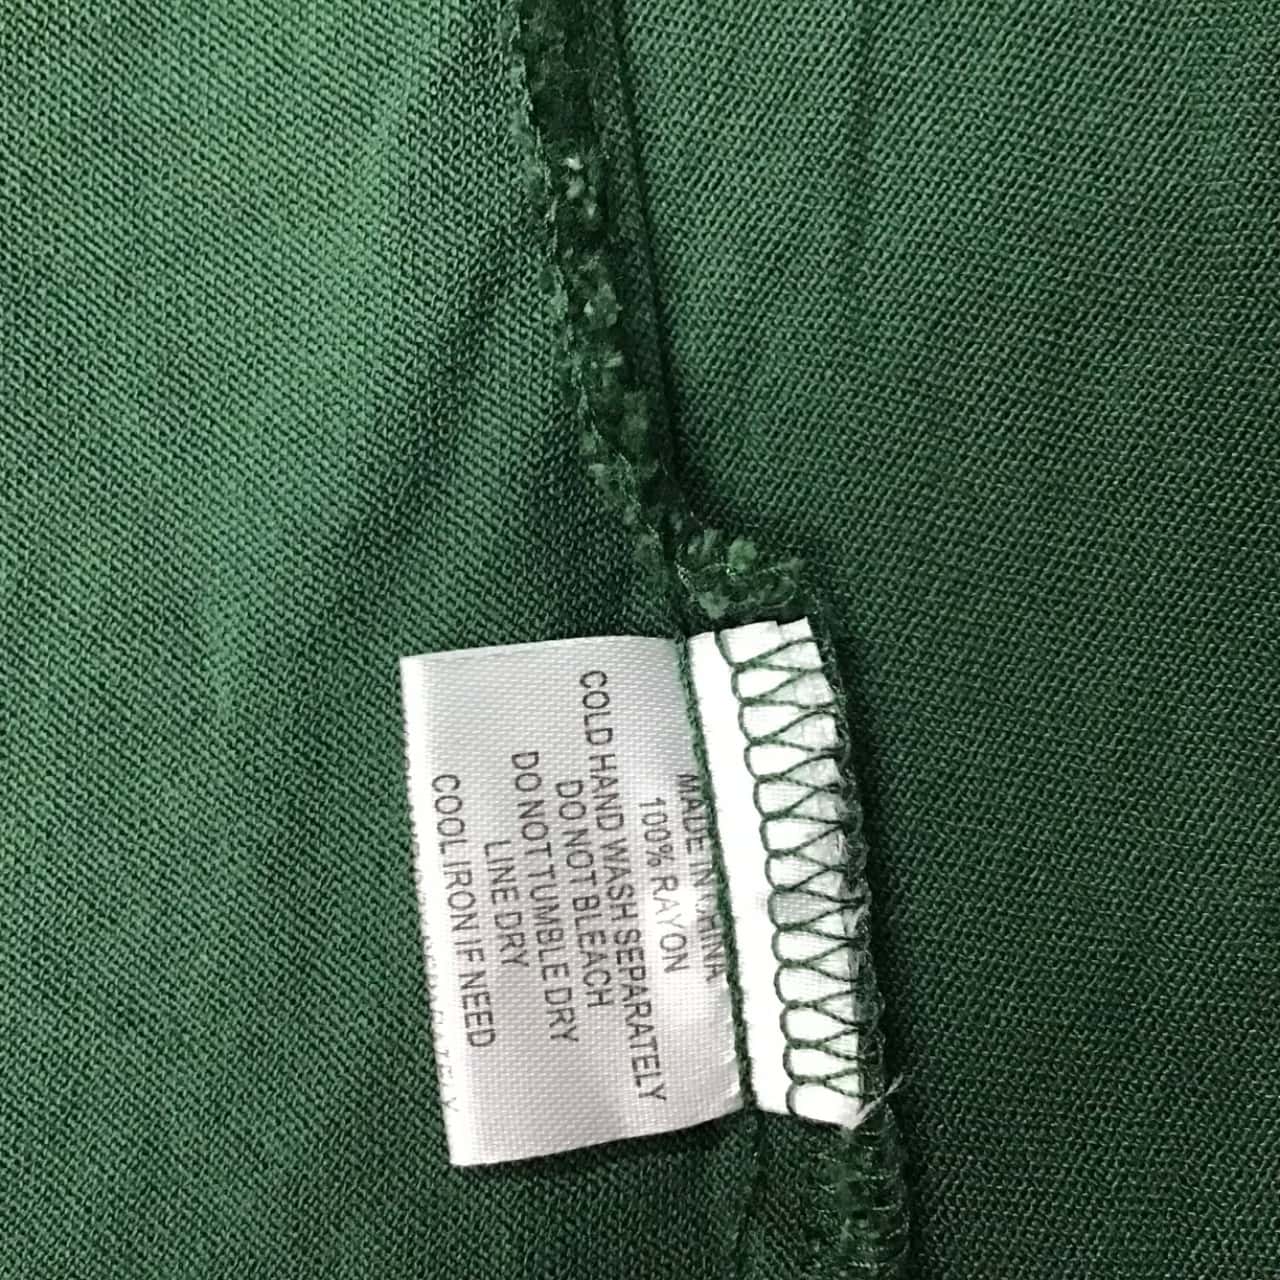 MADE IN CHINA
100% RAYON
COLD HAND WASH SEPARATELY
DO NOT BLEACH
DO NOT TUMBLE DRY
LINE DRY
COOL IRON IF NEED